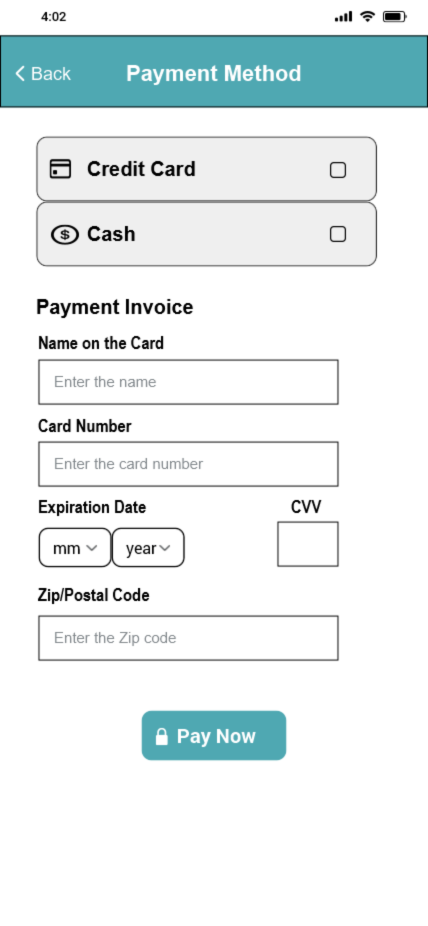 4:02
Back Payment Method
Credit Card
$ Cash
Payment Invoice
Name on the Card
Enter the name
Card Number
Enter the card number
Expiration Date CVV
mm year
Zip/Postal Code
Enter the Zip code
Pay Now